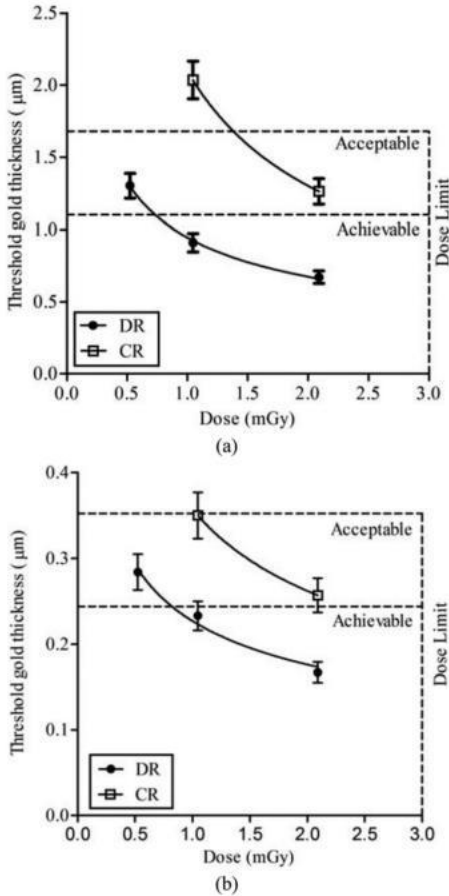 2.5
2.0
1.5
1.0
0.5
0.0
Threshold gold thickness ( μm)
Acceptable
Achievable
Dose Limit
DR
CR
0.0 0.5 1.0 1.5 2.0 2.5 3.0
Dose (mGy)
(a)
0.4
0.3
0.2
0.1
0.0
Threshold gold thickness ( μm)
Acceptable
Achievable
Dose Limit
DR
CR
0.0 0.5 1.0 1.5 2.0 2.5 3.0
Dose (mGy)
(b)